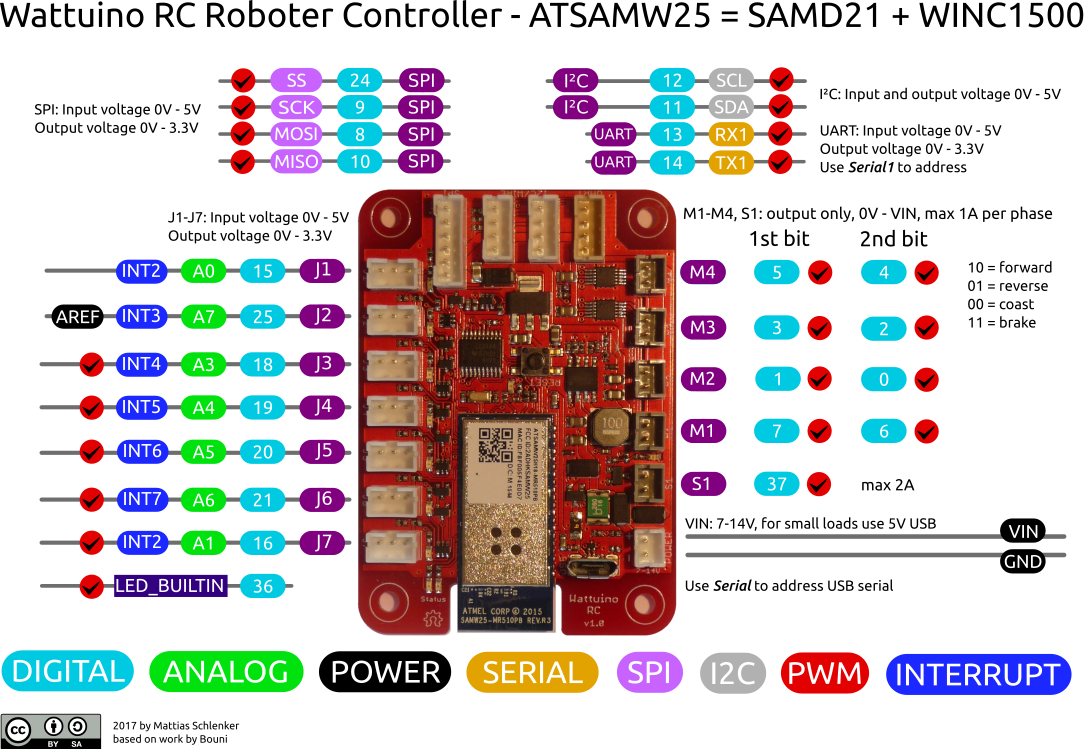 Wattuino RC Roboter Controller - ATSAMW25 = SAMD21 + WINC1500
SPI: Input voltage 0V - 5V
Output voltage 0V - 3.3V
SS 24 SPI
SCK 9 SPI
MOSI 8 SPI
MISO 10 SPI
I²C 12 SCL
I²C 11 SDA
UART 13 RX1
UART 14 TX1
I²C: Input and output voltage 0V - 5V
UART: Input voltage 0V - 5V
Output voltage 0V - 3.3V
Use Serial1 to address
J1-J7: Input voltage 0V - 5V
Output voltage 0V - 3.3V
INT2 A0 15 J1
AREF INT3 A7 25 J2
INT4 A3 18 J3
INT5 A4 19 J4
INT6 A5 20 J5
INT7 A6 21 J6
INT2 A1 16 J7
LED_BUILTIN 36
M1-M4, S1: output only, 0V - VIN, max 1A per phase
1st bit 2nd bit
M4 5 4
M3 3 2
M2 1 0
M1 7 6
S1 37 max 2A
10 = forward
01 = reverse
00 = coast
11 = brake
VIN: 7-14V, for small loads use 5V USB
VIN
GND
Use Serial to address USB serial
RESET
100
S1
POWER
7-14V
Status
ATMEL CORP © 2015
SAMW25-MR510PB REV.R3
Wattuino
RC
v1.0
DIGITAL ANALOG POWER SERIAL SPI I2C PWM INTERRUPT
cc BY SA
2017 by Mattias Schlenker
based on work by Bouni